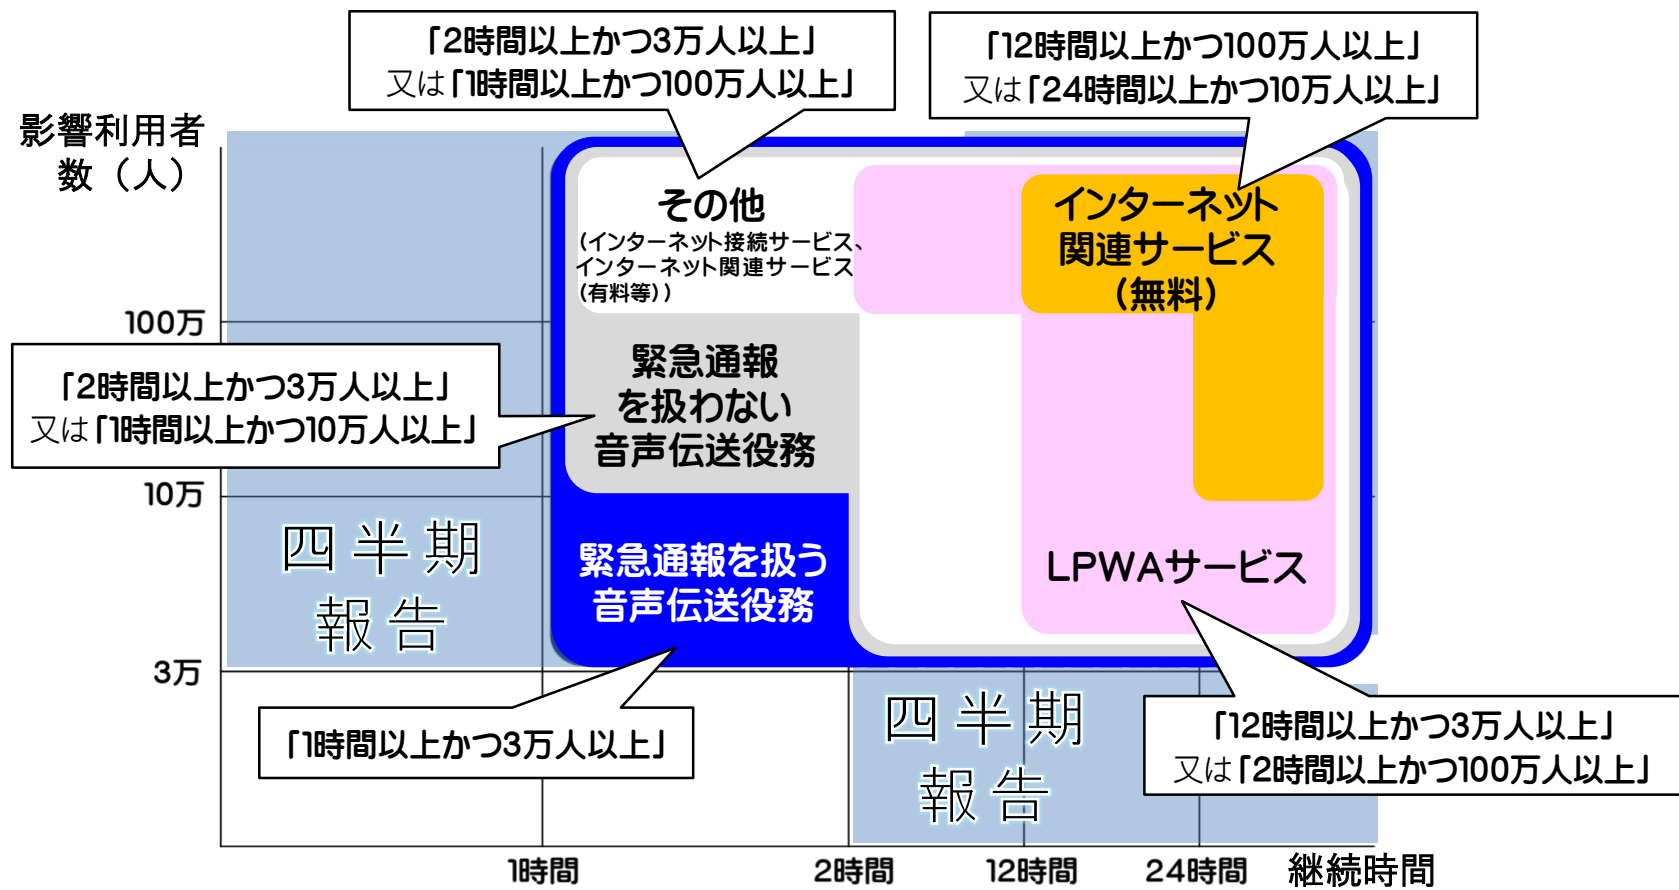 「2時間以上かつ3万人以上」
又は「1時間以上かつ100万人以上」
「12時間以上かつ100万人以上」
又は「24時間以上かつ10万人以上」
影響利用者
数（人）
その他
（インターネット接続サービス、
インターネット関連サービス
（有料等））
インターネット
関連サービス
（無料）
100万
「2時間以上かつ3万人以上」
又は「1時間以上かつ10万人以上」
緊急通報
を扱わない
音声伝送役務
10万
四半期
報告
緊急通報を扱う
音声伝送役務
LPWAサービス
3万
「1時間以上かつ3万人以上」
四半期
報告
「12時間以上かつ3万人以上」
又は「2時間以上かつ100万人以上」
1時間
2時間
12時間
24時間
継続時間